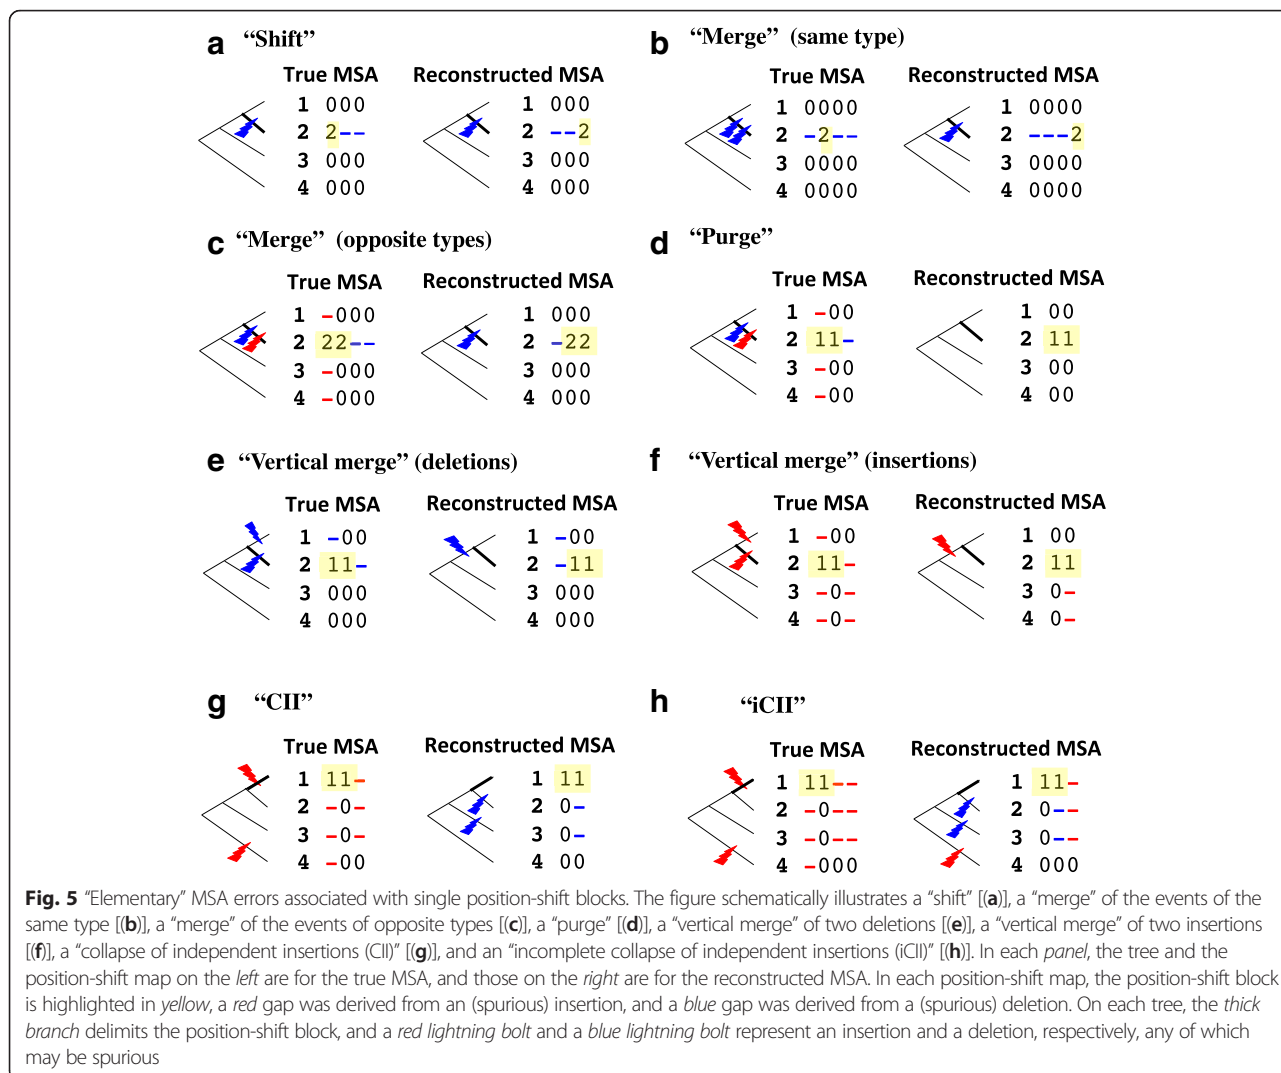 a "Shift"
True MSA Reconstructed MSA
1 000 1 000
2 2-- 2 --2
3 000 3 000
4 000 4 000
b "Merge" (same type)
True MSA Reconstructed MSA
1 0000 1 0000
2 -2-- 2 ---2
3 0000 3 0000
4 0000 4 0000
c "Merge" (opposite types)
True MSA Reconstructed MSA
1 -000 1 000
2 22-- 2 -22
3 -000 3 000
4 -000 4 000
d "Purge"
True MSA Reconstructed MSA
1 -00 1 00
2 11- 2 11
3 -00 3 00
4 -00 4 00
e "Vertical merge" (deletions)
True MSA Reconstructed MSA
1 -00 1 -00
2 11- 2 -11
3 000 3 000
4 000 4 000
f "Vertical merge" (insertions)
True MSA Reconstructed MSA
1 -00 1 00
2 11- 2 11
3 -0- 3 0-
4 -0- 4 0-
g "CII"
True MSA Reconstructed MSA
1 11- 1 11
2 -0- 2 0-
3 -0- 3 0-
4 -00 4 00
h "iCII"
True MSA Reconstructed MSA
1 11-- 1 11-
2 -0-- 2 0--
3 -0-- 3 0--
4 -000 4 000
Fig. 5 "Elementary" MSA errors associated with single position-shift blocks. The figure schematically illustrates a "shift" [(a)], a "merge" of the events of the
same type [(b)], a "merge" of the events of opposite types [(c)], a "purge" [(d)], a "vertical merge" of two deletions [(e)], a "vertical merge" of two insertions
[(f)], a "collapse of independent insertions (CII)" [(g)], and an "incomplete collapse of independent insertions (iCII)" [(h)]. In each panel, the tree and the
position-shift map on the left are for the true MSA, and those on the right are for the reconstructed MSA. In each position-shift map, the position-shift block
is highlighted in yellow, a red gap was derived from an (spurious) insertion, and a blue gap was derived from a (spurious) deletion. On each tree, the thick
branch delimits the position-shift block, and a red lightning bolt and a blue lightning bolt represent an insertion and a deletion, respectively, any of which
may be spurious